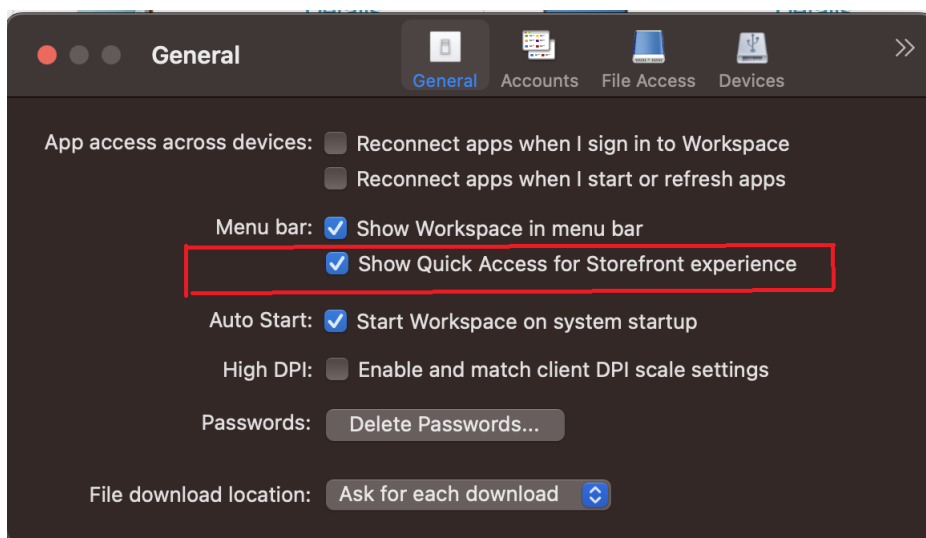 General
General
Accounts
File Access
Devices
App access across devices:
Reconnect apps when I sign in to Workspace
Reconnect apps when I start or refresh apps
Menu bar:
Show Workspace in menu bar
Show Quick Access for Storefront experience
Auto Start:
Start Workspace on system startup
High DPI:
Enable and match client DPI scale settings
Passwords:
Delete Passwords...
File download location:
Ask for each download